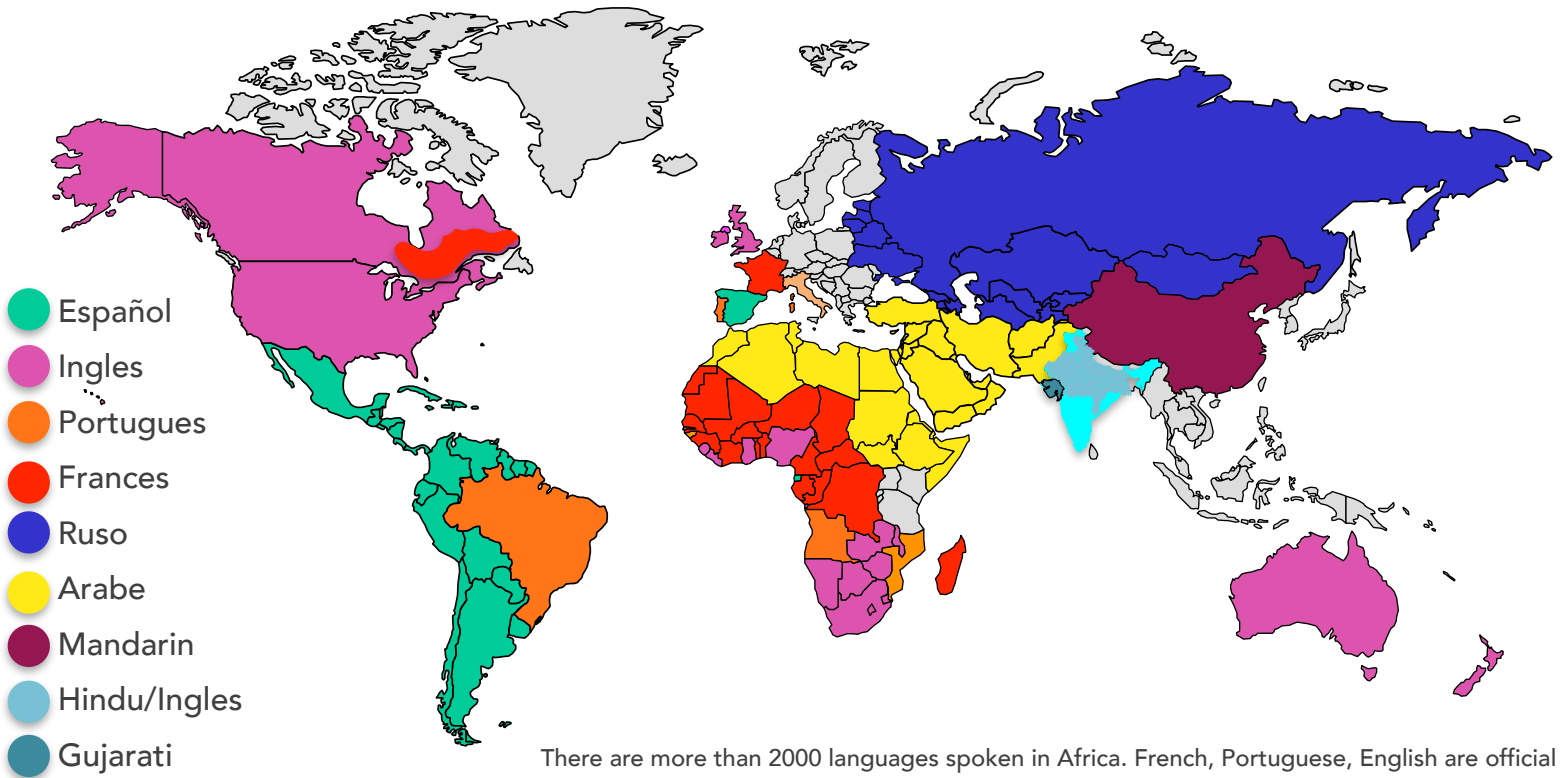 Español
Ingles
Portugues
Frances
Ruso
Arabe
Mandarin
Hindu/Ingles
Gujarati
There are more than 2000 languages spoken in Africa. French, Portuguese, English are official